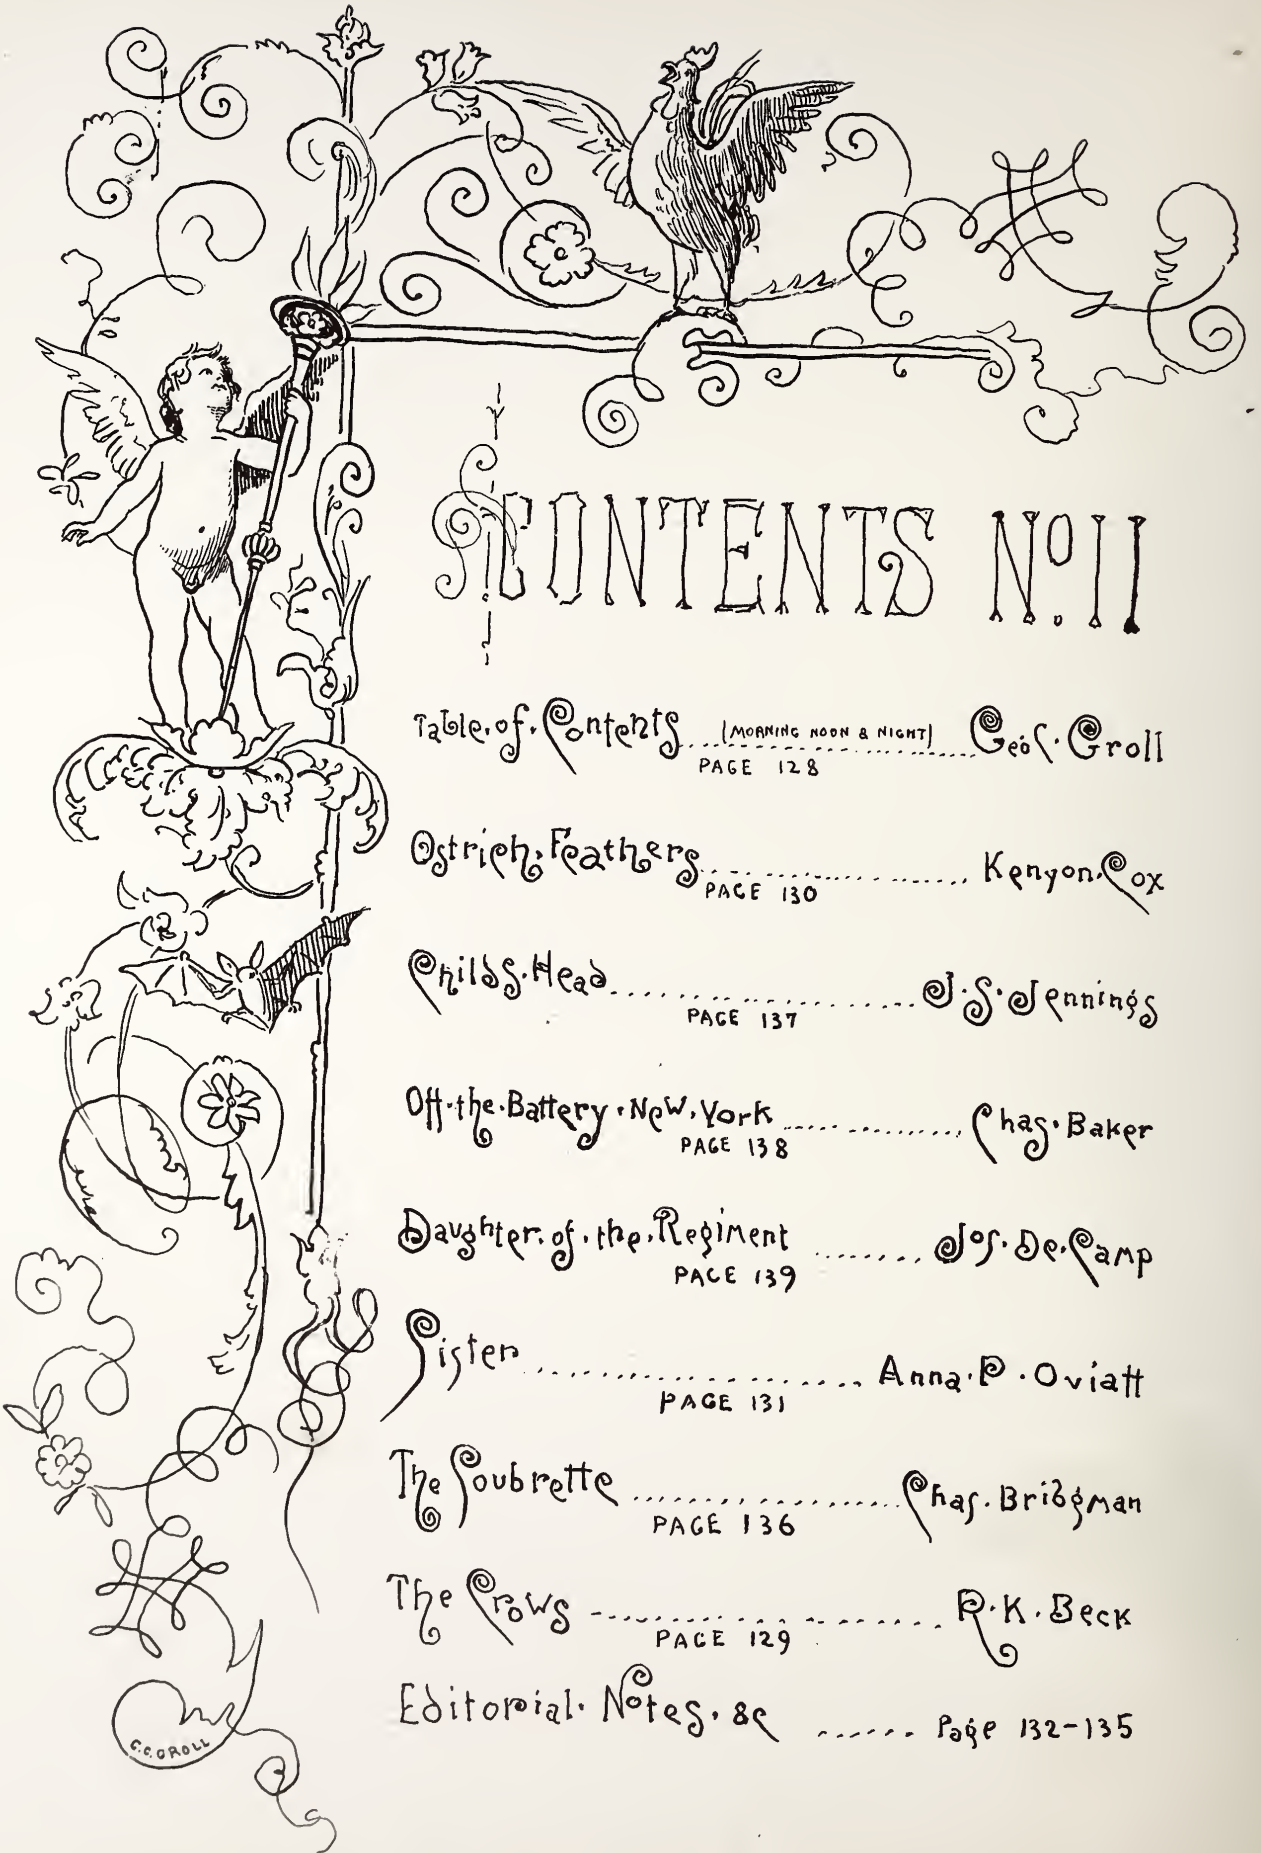 CONTENTS No. 11
Table of Contents (MORNING NOON & NIGHT) Geo. C. Groll
PAGE 128
Ostrich Feathers Kenyon Cox
PAGE 130
Childs Head J. S. Jennings
PAGE 137
Off the Battery New York Chas. Baker
PAGE 138
Daughter of the Regiment Jos. De Camp
PAGE 139
Sister Anna P. Oviatt
PAGE 131
The Soubrette Chas. Bridgman
PAGE 136
The Crows R. K. Beck
PAGE 129
Editorial Notes &c Page 132-135
G.C. GROLL